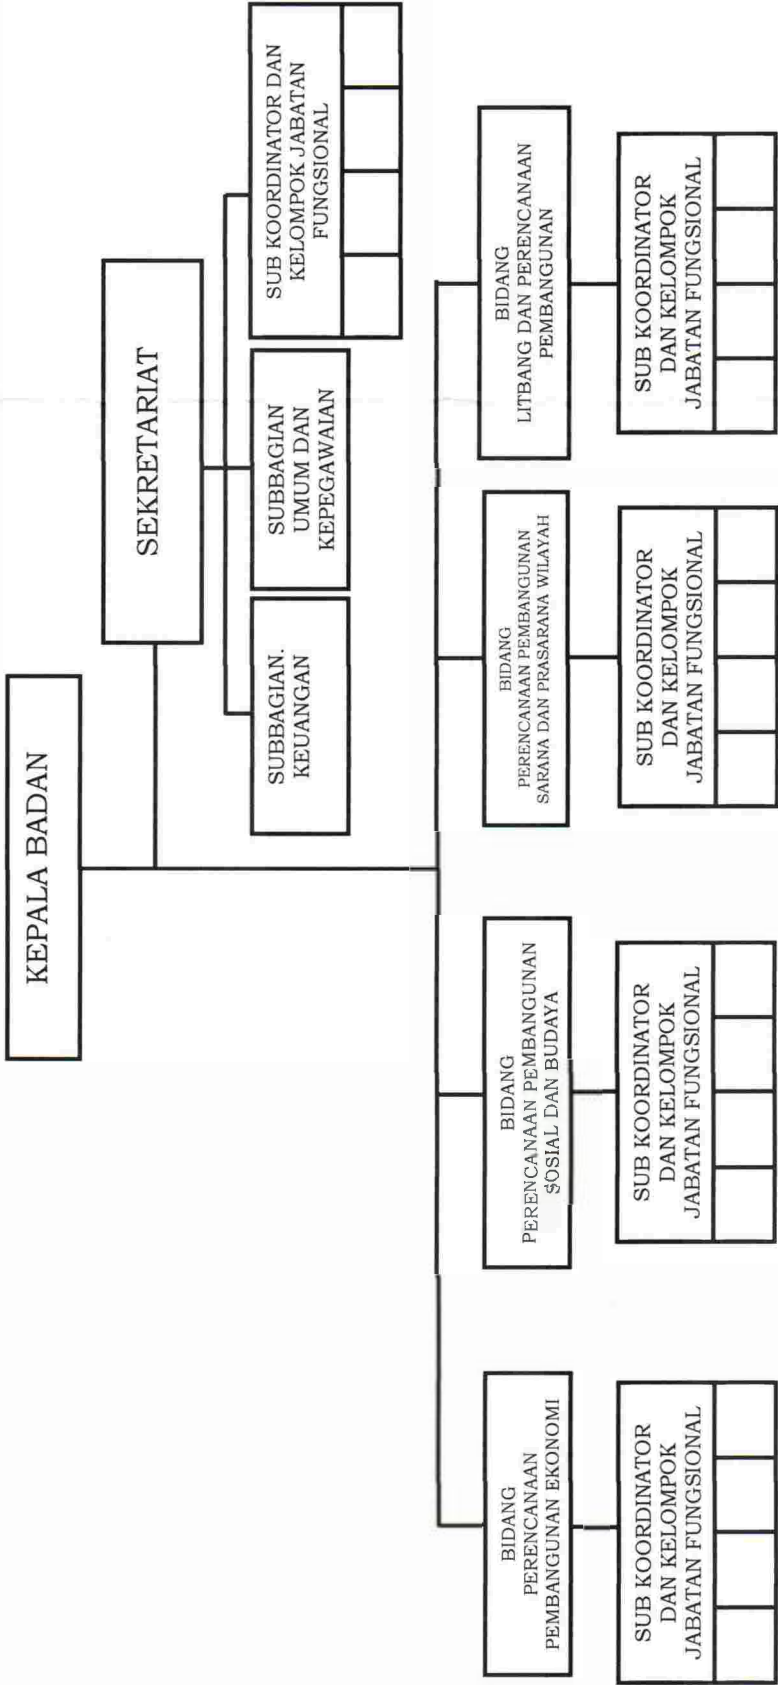 KEPALA BADAN
SEKRETARIAT
SUBBAGIAN.
KEUANGAN
SUBBAGIAN
UMUM DAN
KEPEGAWAIAN
SUB KOORDINATOR DAN
KELOMPOK JABATAN
FUNGSIONAL
BIDANG
PERENCANAAN
PEMBANGUNAN EKONOMI
BIDANG
PERENCANAAN PEMBANGUNAN
SOSIAL DAN BUDAYA
BIDANG
PERENCANAAN PEMBANGUNAN
SARANA DAN PRASARANA WILAYAH
BIDANG
LITBANG DAN PERENCANAAN
PEMBANGUNAN
SUB KOORDINATOR
DAN KELOMPOK
JABATAN FUNGSIONAL
SUB KOORDINATOR
DAN KELOMPOK
JABATAN FUNGSIONAL
SUB KOORDINATOR
DAN KELOMPOK
JABATAN FUNGSIONAL
SUB KOORDINATOR
DAN KELOMPOK
JABATAN FUNGSIONAL